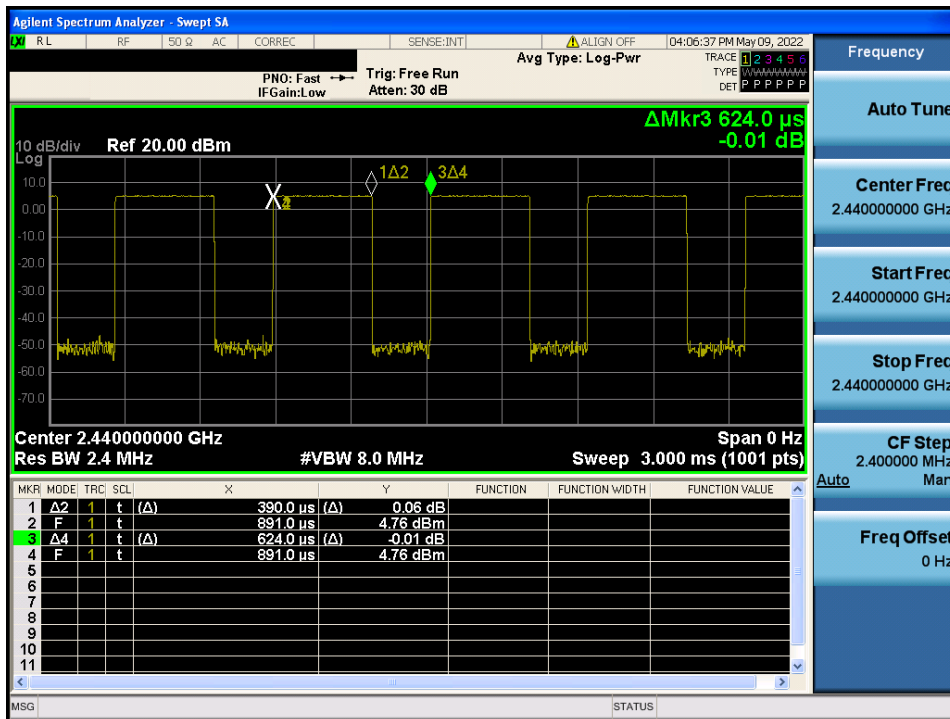 Agilent Spectrum Analyzer - Swept SA
LXI RL RF 50 Ω AC CORREC SENSE:INT ALIGN OFF 04:06:37 PM May 09, 2022
Avg Type: Log-Pwr
PNO: Fast
IFGain:Low
Trig: Free Run
Atten: 30 dB
TRACE 1 2 3 4 5 6
TYPE
DET P P P P P P
ΔMkr3 624.0 µs
-0.01 dB
10 dB/div Ref 20.00 dBm
Log
10.0
0.00
-10.0
-20.0
-30.0
-40.0
-50.0
-60.0
-70.0
1Δ2
3Δ4
Center 2.440000000 GHz Span 0 Hz
Res BW 2.4 MHz #VBW 8.0 MHz Sweep 3.000 ms (1001 pts)
MKR MODE TRC SCL X Y FUNCTION FUNCTION WIDTH FUNCTION VALUE
1 Δ2 1 t (Δ) 390.0 µs (Δ) 0.06 dB
2 F 1 t 891.0 µs 4.76 dBm
3 Δ4 1 t (Δ) 624.0 µs (Δ) -0.01 dB
4 F 1 t 891.0 µs 4.76 dBm
5
6
7
8
9
10
11
MSG STATUS
Frequency
Auto Tune
Center Freq
2.440000000 GHz
Start Freq
2.440000000 GHz
Stop Freq
2.440000000 GHz
CF Step
2.400000 MHz
Auto Man
Freq Offset
0 Hz